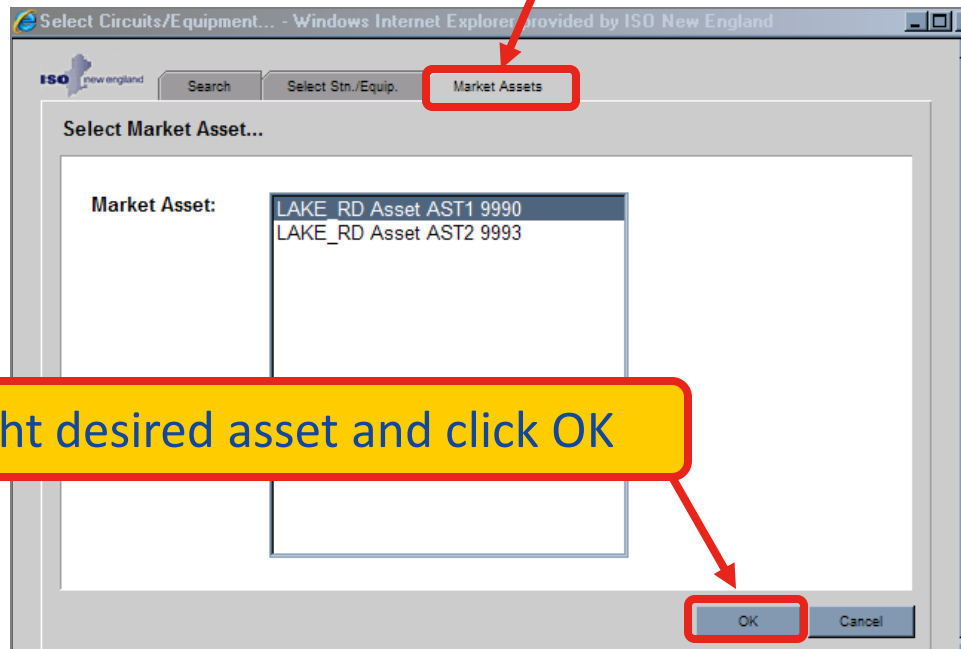 Select Circuits/Equipment... - Windows Internet Explorer provided by ISO New England
ISO new england
Search
Select Stn./Equip.
Market Assets
Select Market Asset...
Market Asset:
LAKE_RD Asset AST1 9990
LAKE_RD Asset AST2 9993
ht desired asset and click OK
OK
Cancel